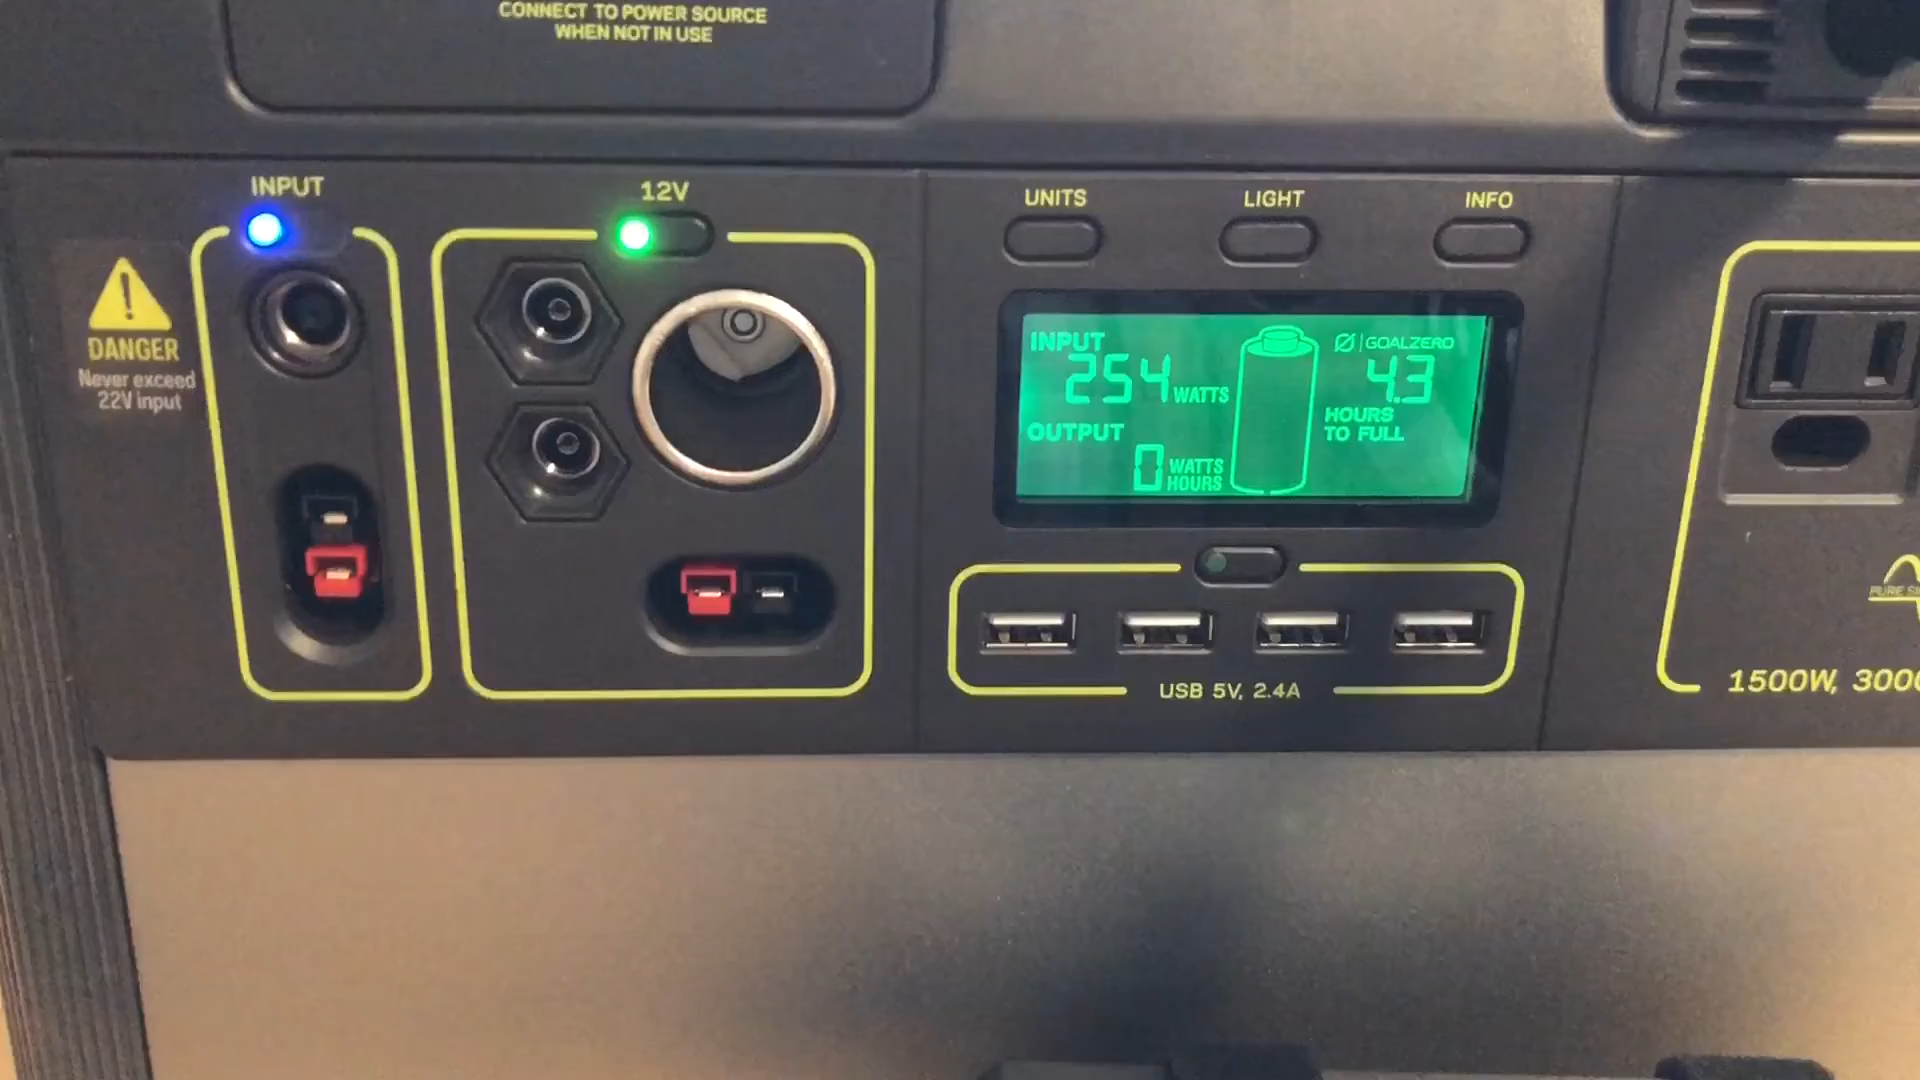 CONNECT TO POWER SOURCE
WHEN NOT IN USE
INPUT
12V
UNITS
LIGHT
INFO
DANGER
Never exceed
22V input
INPUT
254 WATTS
OUTPUT
0 WATTS
HOURS
GOALZERO
4.3
HOURS
TO FULL
USB 5V, 2.4A
1500W, 300